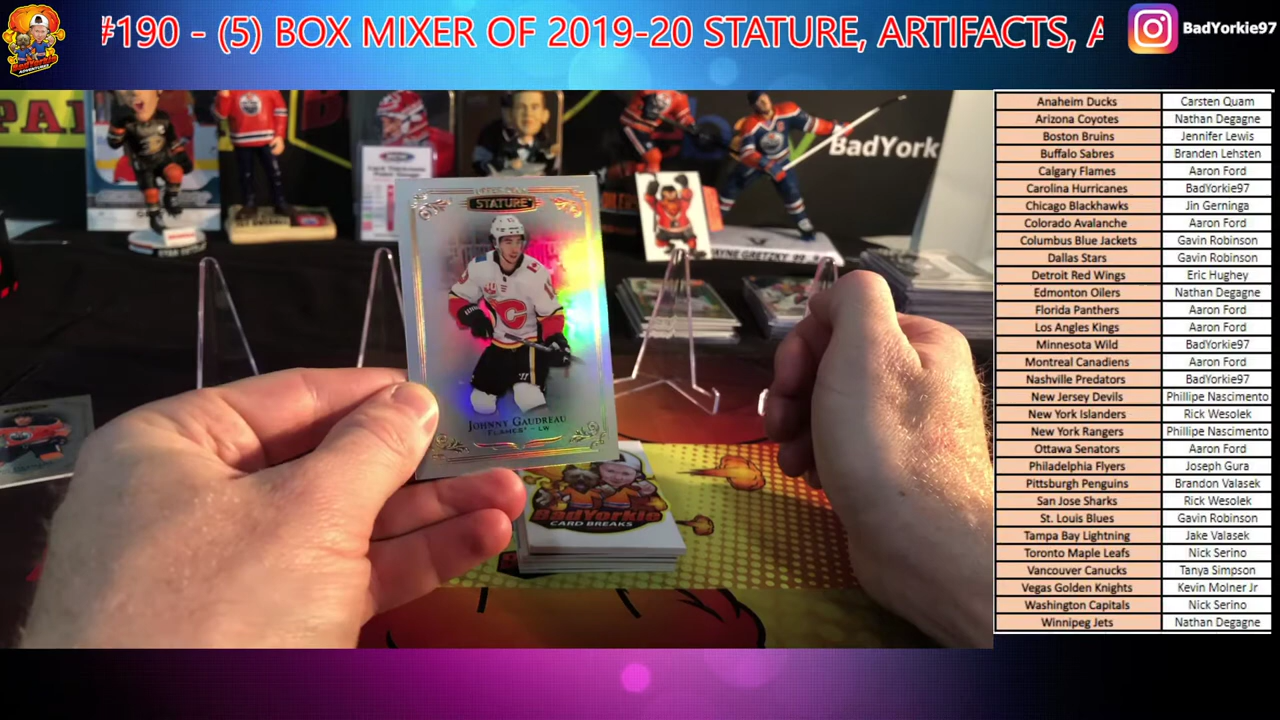 #190 - (5) BOX MIXER OF 2019-20 STATURE, ARTIFACTS, A
BadYorkie97
BadYork
WAYNE GRETZKY 99
STATURE
JOHNNY GAUDREAU
FLAMES - LW
BadYorkie
CARD BREAKS
Anaheim Ducks Carsten Quam
Arizona Coyotes Nathan Degagne
Boston Bruins Jennifer Lewis
Buffalo Sabres Branden Lehsten
Calgary Flames Aaron Ford
Carolina Hurricanes BadYorkie97
Chicago Blackhawks Jin Gerninga
Colorado Avalanche Aaron Ford
Columbus Blue Jackets Gavin Robinson
Dallas Stars Gavin Robinson
Detroit Red Wings Eric Hughey
Edmonton Oilers Nathan Degagne
Florida Panthers Aaron Ford
Los Angles Kings Aaron Ford
Minnesota Wild BadYorkie97
Montreal Canadiens Aaron Ford
Nashville Predators BadYorkie97
New Jersey Devils Phillipe Nascimento
New York Islanders Rick Wesolek
New York Rangers Phillipe Nascimento
Ottawa Senators Aaron Ford
Philadelphia Flyers Joseph Gura
Pittsburgh Penguins Brandon Valasek
San Jose Sharks Rick Wesolek
St. Louis Blues Gavin Robinson
Tampa Bay Lightning Jake Valasek
Toronto Maple Leafs Nick Serino
Vancouver Canucks Tanya Simpson
Vegas Golden Knights Kevin Molner Jr
Washington Capitals Nick Serino
Winnipeg Jets Nathan Degagne